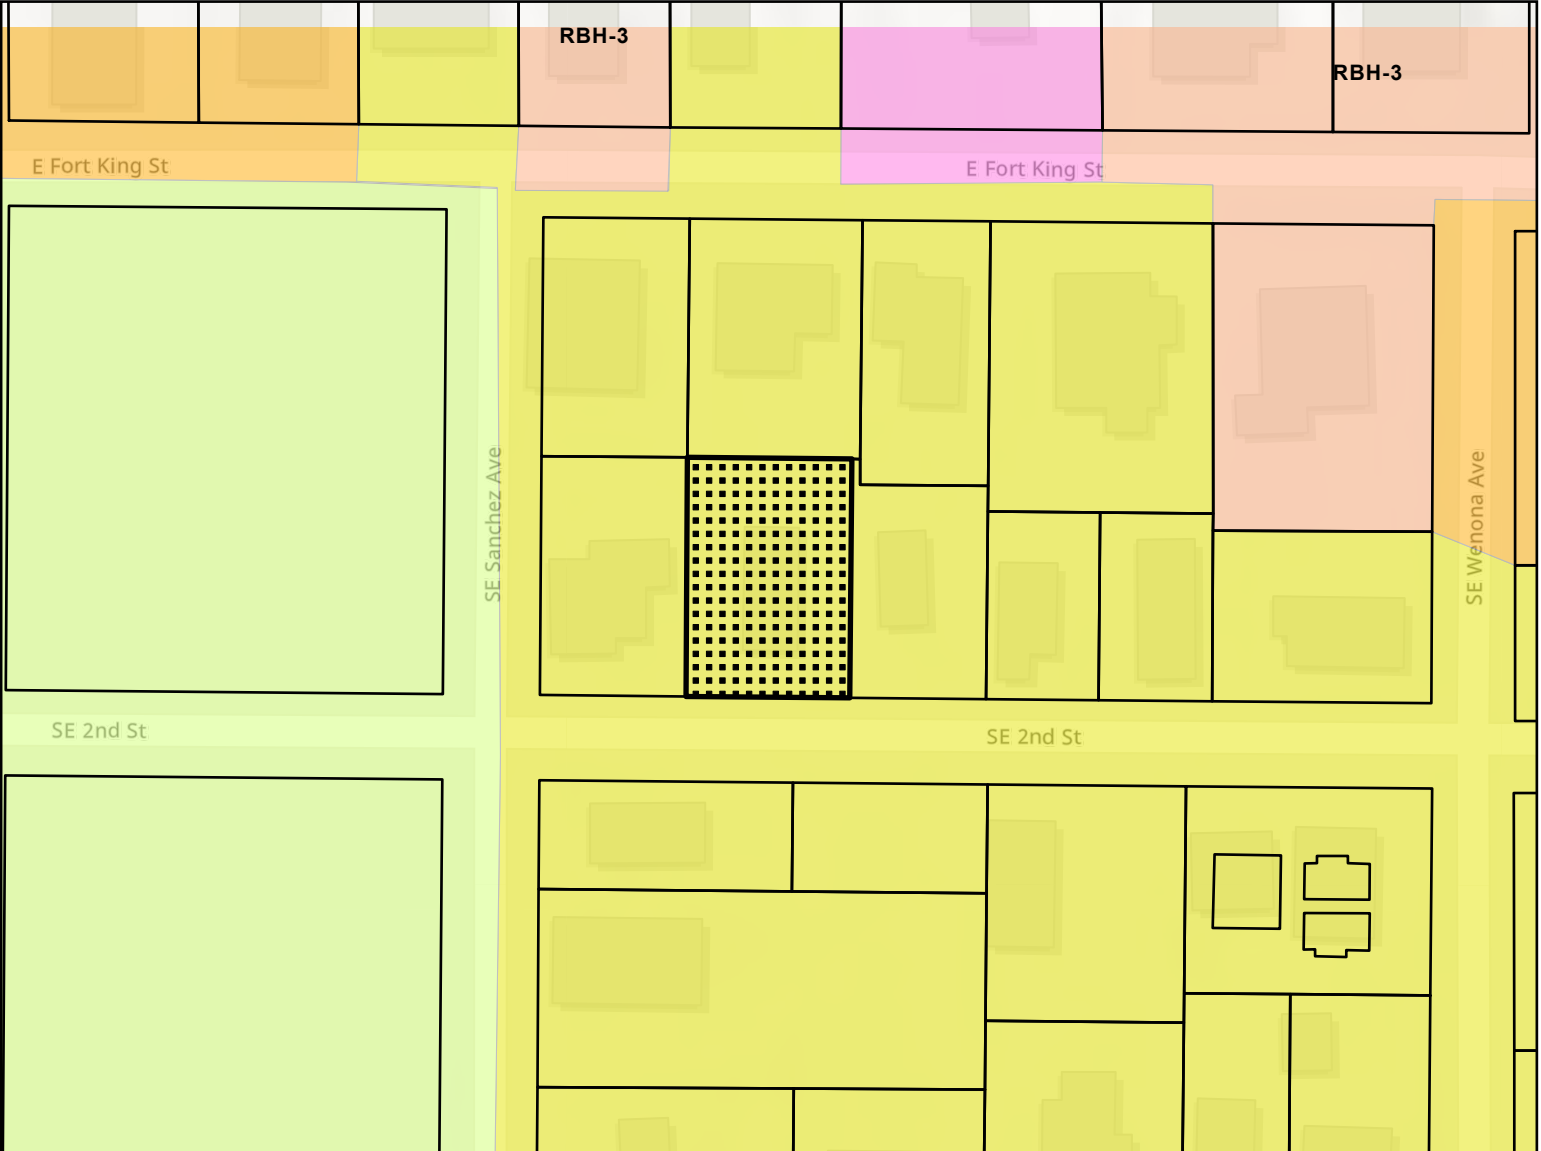 RBH-3
RBH-3
E Fort King St
E Fort King St
SE Sanchez Ave
SE Wenona Ave
SE 2nd St
SE 2nd St